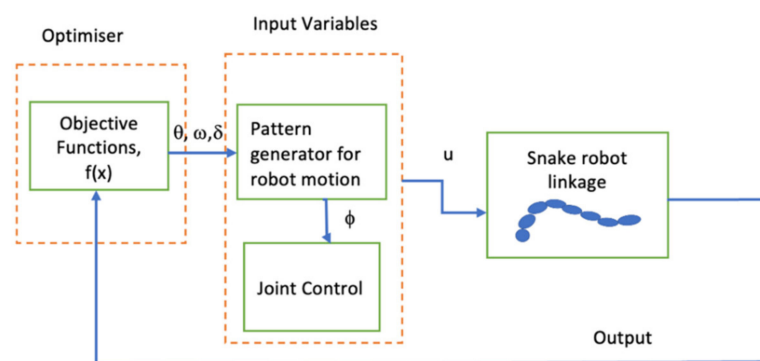 Optimiser
Input Variables
Objective
Functions,
f(x)
θ, ω,δ
Pattern
generator for
robot motion
ϕ
Joint Control
u
Snake robot
linkage
Output